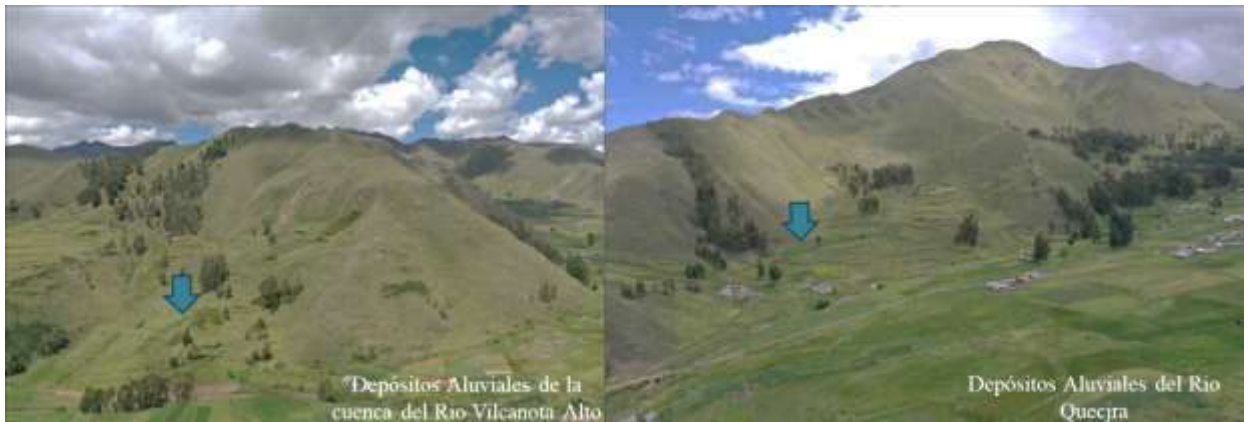 Depósitos Aluviales de la
cuenca del Rio Vilcanota Alto
Depósitos Aluviales del Rio
Quecjra